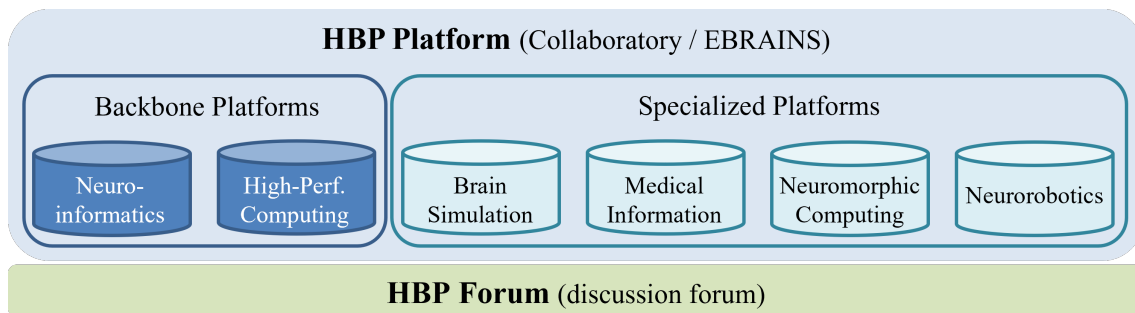 HBP Platform (Collaboratory / EBRAINS)
Backbone Platforms
Specialized Platforms
Neuro-
informatics
High-Perf.
Computing
Brain
Simulation
Medical
Information
Neuromorphic
Computing
Neurorobotics
HBP Forum (discussion forum)